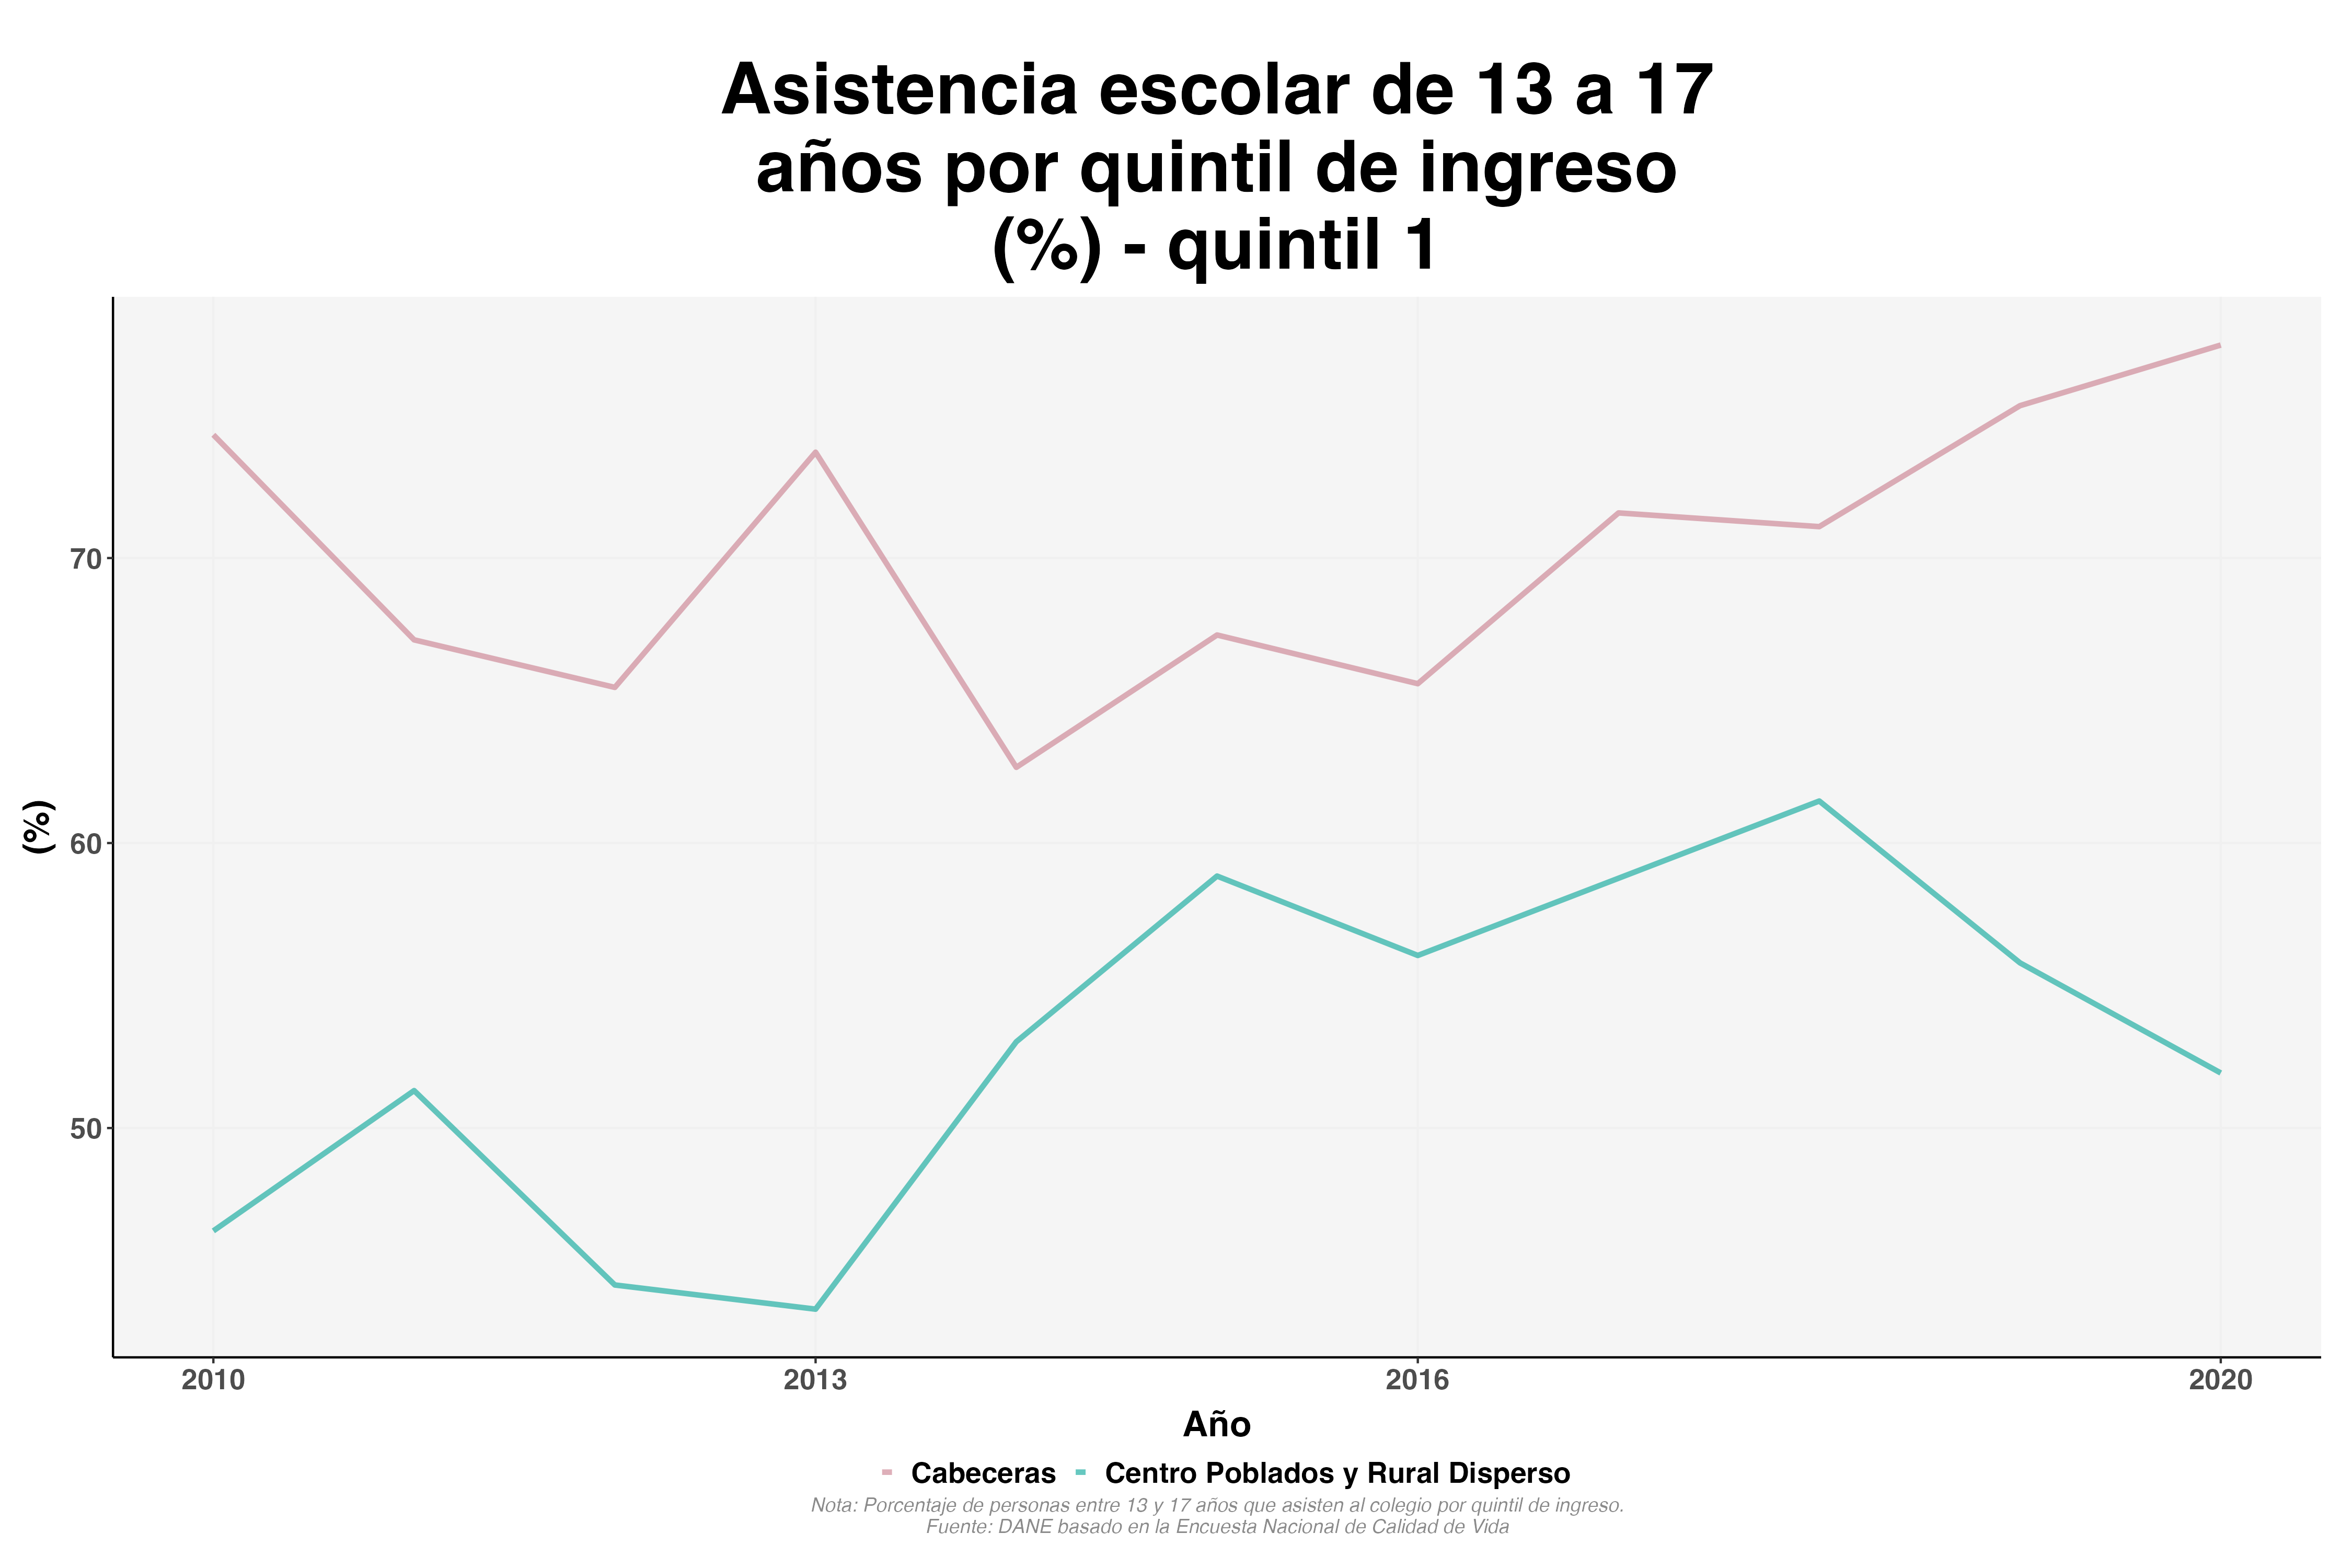 Asistencia escolar de 13 a 17
años por quintil de ingreso
(%) - quintil 1
(%)
70
60
50
2010
2013
2016
2020
Año
Cabeceras
Centro Poblados y Rural Disperso
Nota: Porcentaje de personas entre 13 y 17 años que asisten al colegio por quintil de ingreso.
Fuente: DANE basado en la Encuesta Nacional de Calidad de Vida